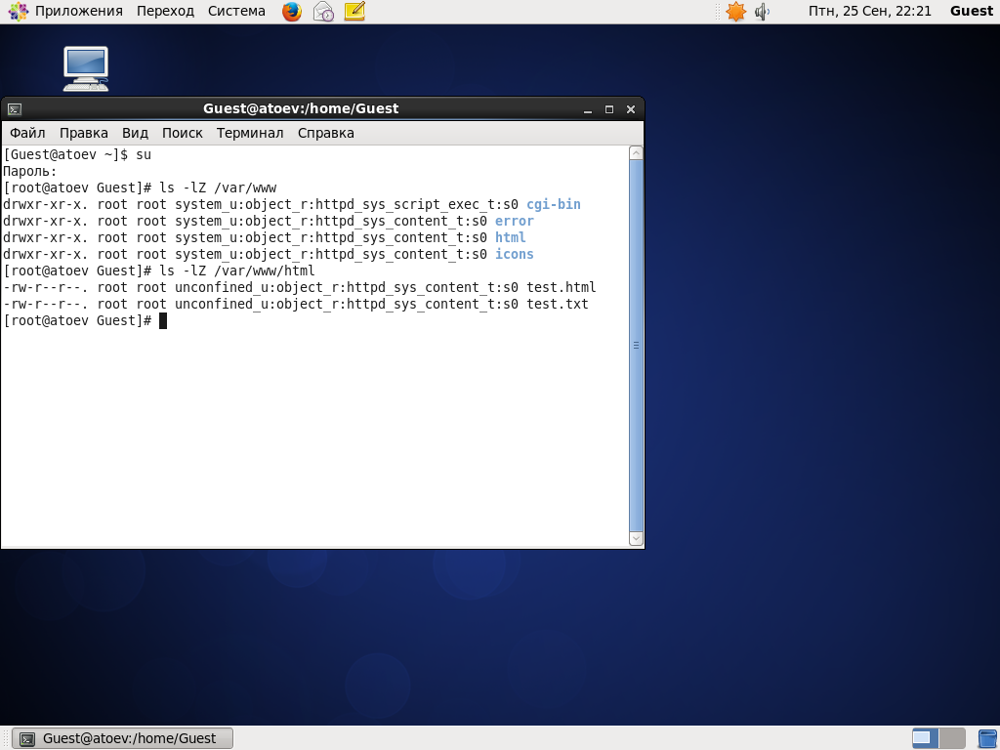 Приложения Переход Система Птн, 25 Сен, 22:21 Guest
Guest@atoev:/home/Guest
Файл Правка Вид Поиск Терминал Справка
[Guest@atoev ~]$ su
Пароль:
[root@atoev Guest]# ls -lZ /var/www
drwxr-xr-x. root root system_u:object_r:httpd_sys_script_exec_t:s0 cgi-bin
drwxr-xr-x. root root system_u:object_r:httpd_sys_content_t:s0 error
drwxr-xr-x. root root system_u:object_r:httpd_sys_content_t:s0 html
drwxr-xr-x. root root system_u:object_r:httpd_sys_content_t:s0 icons
[root@atoev Guest]# ls -lZ /var/www/html
-rw-r--r--. root root unconfined_u:object_r:httpd_sys_content_t:s0 test.html
-rw-r--r--. root root unconfined_u:object_r:httpd_sys_content_t:s0 test.txt
[root@atoev Guest]#
Guest@atoev:/home/Guest